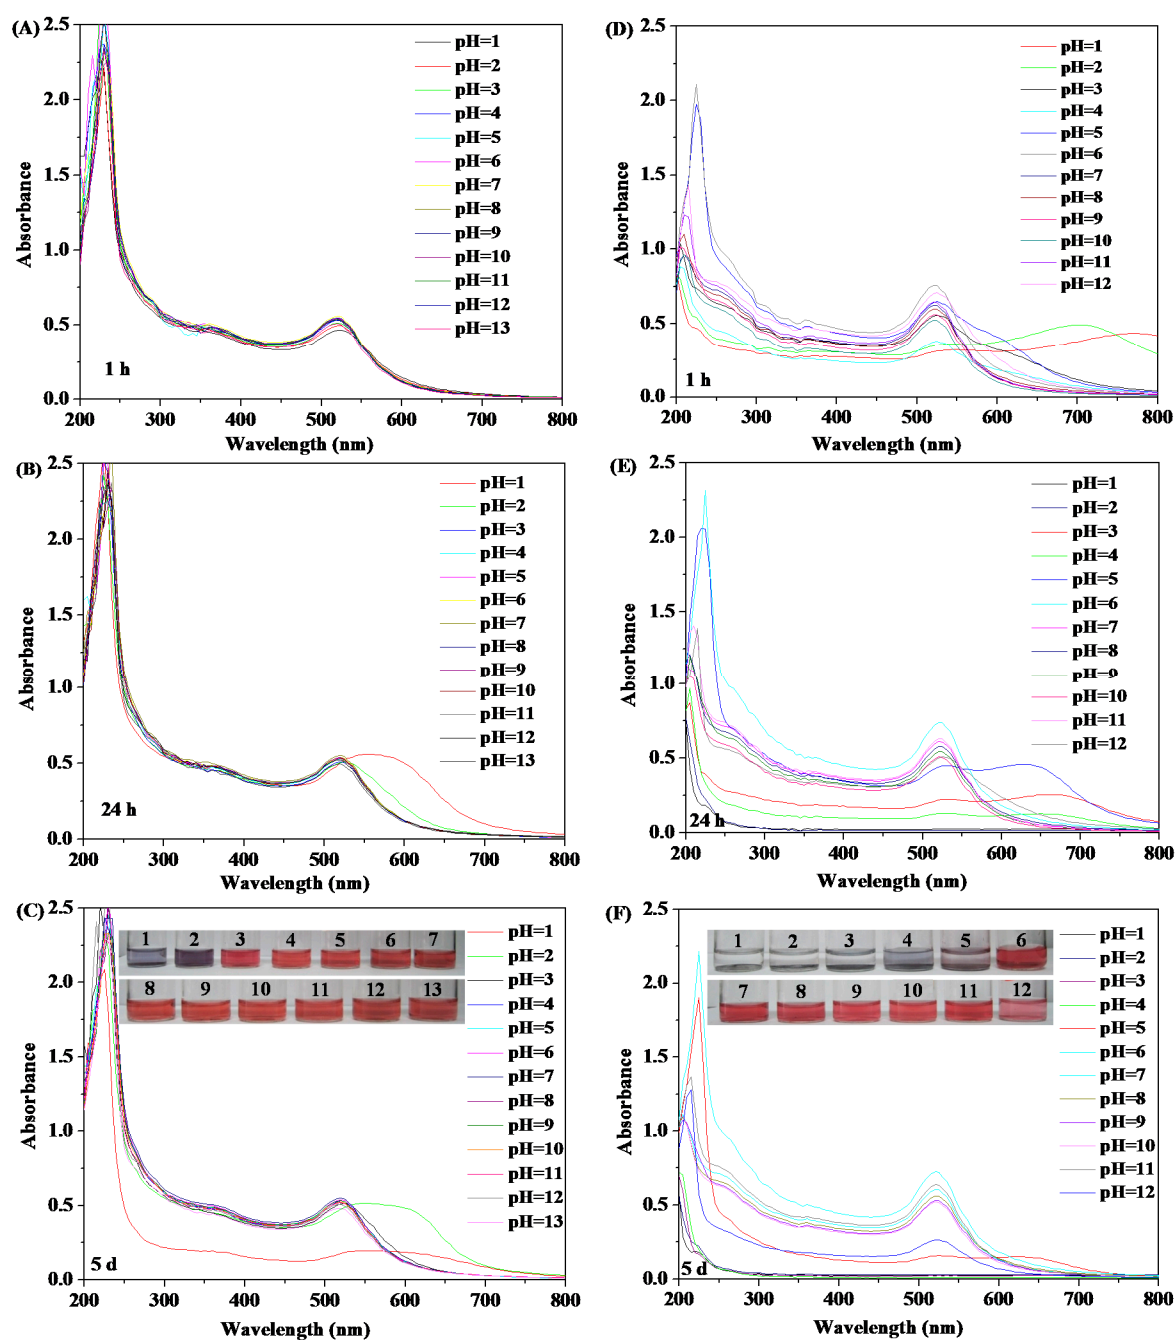 (A)
2.5
2.0
1.5
1.0
0.5
0.0
Absorbance
pH=1
pH=2
pH=3
pH=4
pH=5
pH=6
pH=7
pH=8
pH=9
pH=10
pH=11
pH=12
pH=13
1 h
200 300 400 500 600 700 800
Wavelength (nm)
(D)
2.5
2.0
1.5
1.0
0.5
0.0
Absorbance
pH=1
pH=2
pH=3
pH=4
pH=5
pH=6
pH=7
pH=8
pH=9
pH=10
pH=11
pH=12
1 h
200 300 400 500 600 700 800
Wavelength (nm)
(B)
2.5
2.0
1.5
1.0
0.5
0.0
Absorbance
pH=1
pH=2
pH=3
pH=4
pH=5
pH=6
pH=7
pH=8
pH=9
pH=10
pH=11
pH=12
pH=13
24 h
200 300 400 500 600 700 800
Wavelength (nm)
(E)
2.5
2.0
1.5
1.0
0.5
0.0
Absorbance
pH=1
pH=2
pH=3
pH=4
pH=5
pH=6
pH=7
pH=8
pH=9
pH=10
pH=11
pH=12
24 h
200 300 400 500 600 700 800
Wavelength (nm)
(C)
2.5
2.0
1.5
1.0
0.5
0.0
Absorbance
1 2 3 4 5 6 7
8 9 10 11 12 13
pH=1
pH=2
pH=3
pH=4
pH=5
pH=6
pH=7
pH=8
pH=9
pH=10
pH=11
pH=12
pH=13
5 d
200 300 400 500 600 700 800
Wavelength (nm)
(F)
2.5
2.0
1.5
1.0
0.5
0.0
Absorbance
1 2 3 4 5 6
7 8 9 10 11 12
pH=1
pH=2
pH=3
pH=4
pH=5
pH=6
pH=7
pH=8
pH=9
pH=10
pH=11
pH=12
5 d
200 300 400 500 600 700 800
Wavelength (nm)